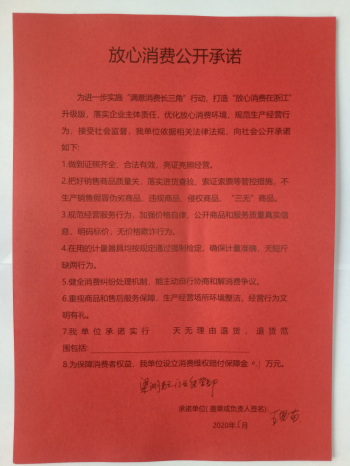 放心消费公开承诺
为进一步实施“满意消费长三角”行动，打造“放心消费在浙江”
升级版，落实企业主体责任，优化放心消费环境，规范生产经营行
为，接受社会监督，我单位依据相关法律法规，向社会公开承诺
如下：
1.做到证照齐全、合法有效，亮证亮照经营。
2.把好销售商品质量关，落实进货查验，索证索票等管控措施，不
生产销售假冒伪劣商品、违规商品、侵权商品、“三无”商品。
3.规范经营服务行为，加强价格自律，公开商品和服务质量真实信
息，明码标价，无价格欺诈行为。
4.在用的计量器具均按规定通过强制检定，确保计量准确，无短斤
缺两行为。
5.健全消费纠纷处理机制，能主动自行协商和解消费争议。
6.重视商品和售后服务保障，生产经营场所环境整洁，经营行为文
明有礼。
7.我单位承诺实行 天无理由退货，退货范
围包括：
8.为保障消费者权益，我单位设立消费维权赔付保障金 万元。
承诺单位（盖章或负责人签名）：
2020年 月